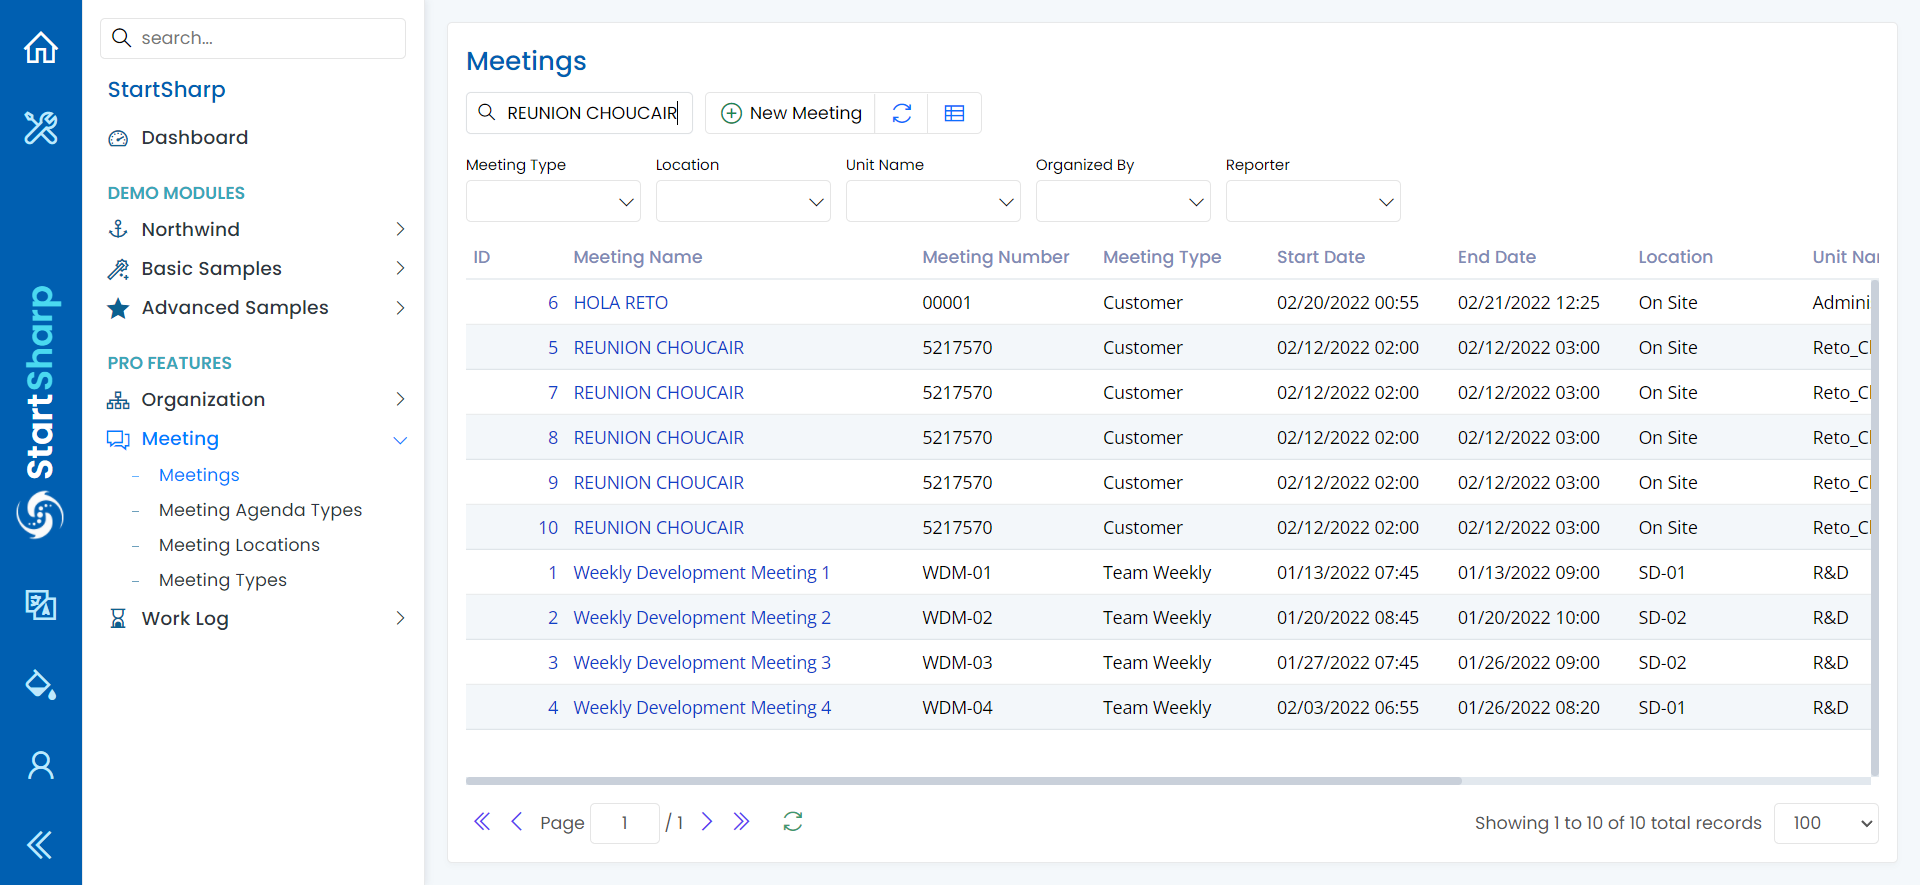 StartSharp
search...
StartSharp
Dashboard
DEMO MODULES
Northwind
Basic Samples
Advanced Samples
PRO FEATURES
Organization
Meeting
- Meetings
- Meeting Agenda Types
- Meeting Locations
- Meeting Types
Work Log
Meetings
REUNION CHOUCAIR New Meeting
Meeting Type Location Unit Name Organized By Reporter
ID Meeting Name Meeting Number Meeting Type Start Date End Date Location Unit Nar
6 HOLA RETO 00001 Customer 02/20/2022 00:55 02/21/2022 12:25 On Site Admini
5 REUNION CHOUCAIR 5217570 Customer 02/12/2022 02:00 02/12/2022 03:00 On Site Reto_Cl
7 REUNION CHOUCAIR 5217570 Customer 02/12/2022 02:00 02/12/2022 03:00 On Site Reto_Cl
8 REUNION CHOUCAIR 5217570 Customer 02/12/2022 02:00 02/12/2022 03:00 On Site Reto_Cl
9 REUNION CHOUCAIR 5217570 Customer 02/12/2022 02:00 02/12/2022 03:00 On Site Reto_Cl
10 REUNION CHOUCAIR 5217570 Customer 02/12/2022 02:00 02/12/2022 03:00 On Site Reto_Cl
1 Weekly Development Meeting 1 WDM-01 Team Weekly 01/13/2022 07:45 01/13/2022 09:00 SD-01 R&D
2 Weekly Development Meeting 2 WDM-02 Team Weekly 01/20/2022 08:45 01/20/2022 10:00 SD-02 R&D
3 Weekly Development Meeting 3 WDM-03 Team Weekly 01/27/2022 07:45 01/26/2022 09:00 SD-02 R&D
4 Weekly Development Meeting 4 WDM-04 Team Weekly 02/03/2022 06:55 01/26/2022 08:20 SD-01 R&D
Page 1 / 1 Showing 1 to 10 of 10 total records 100